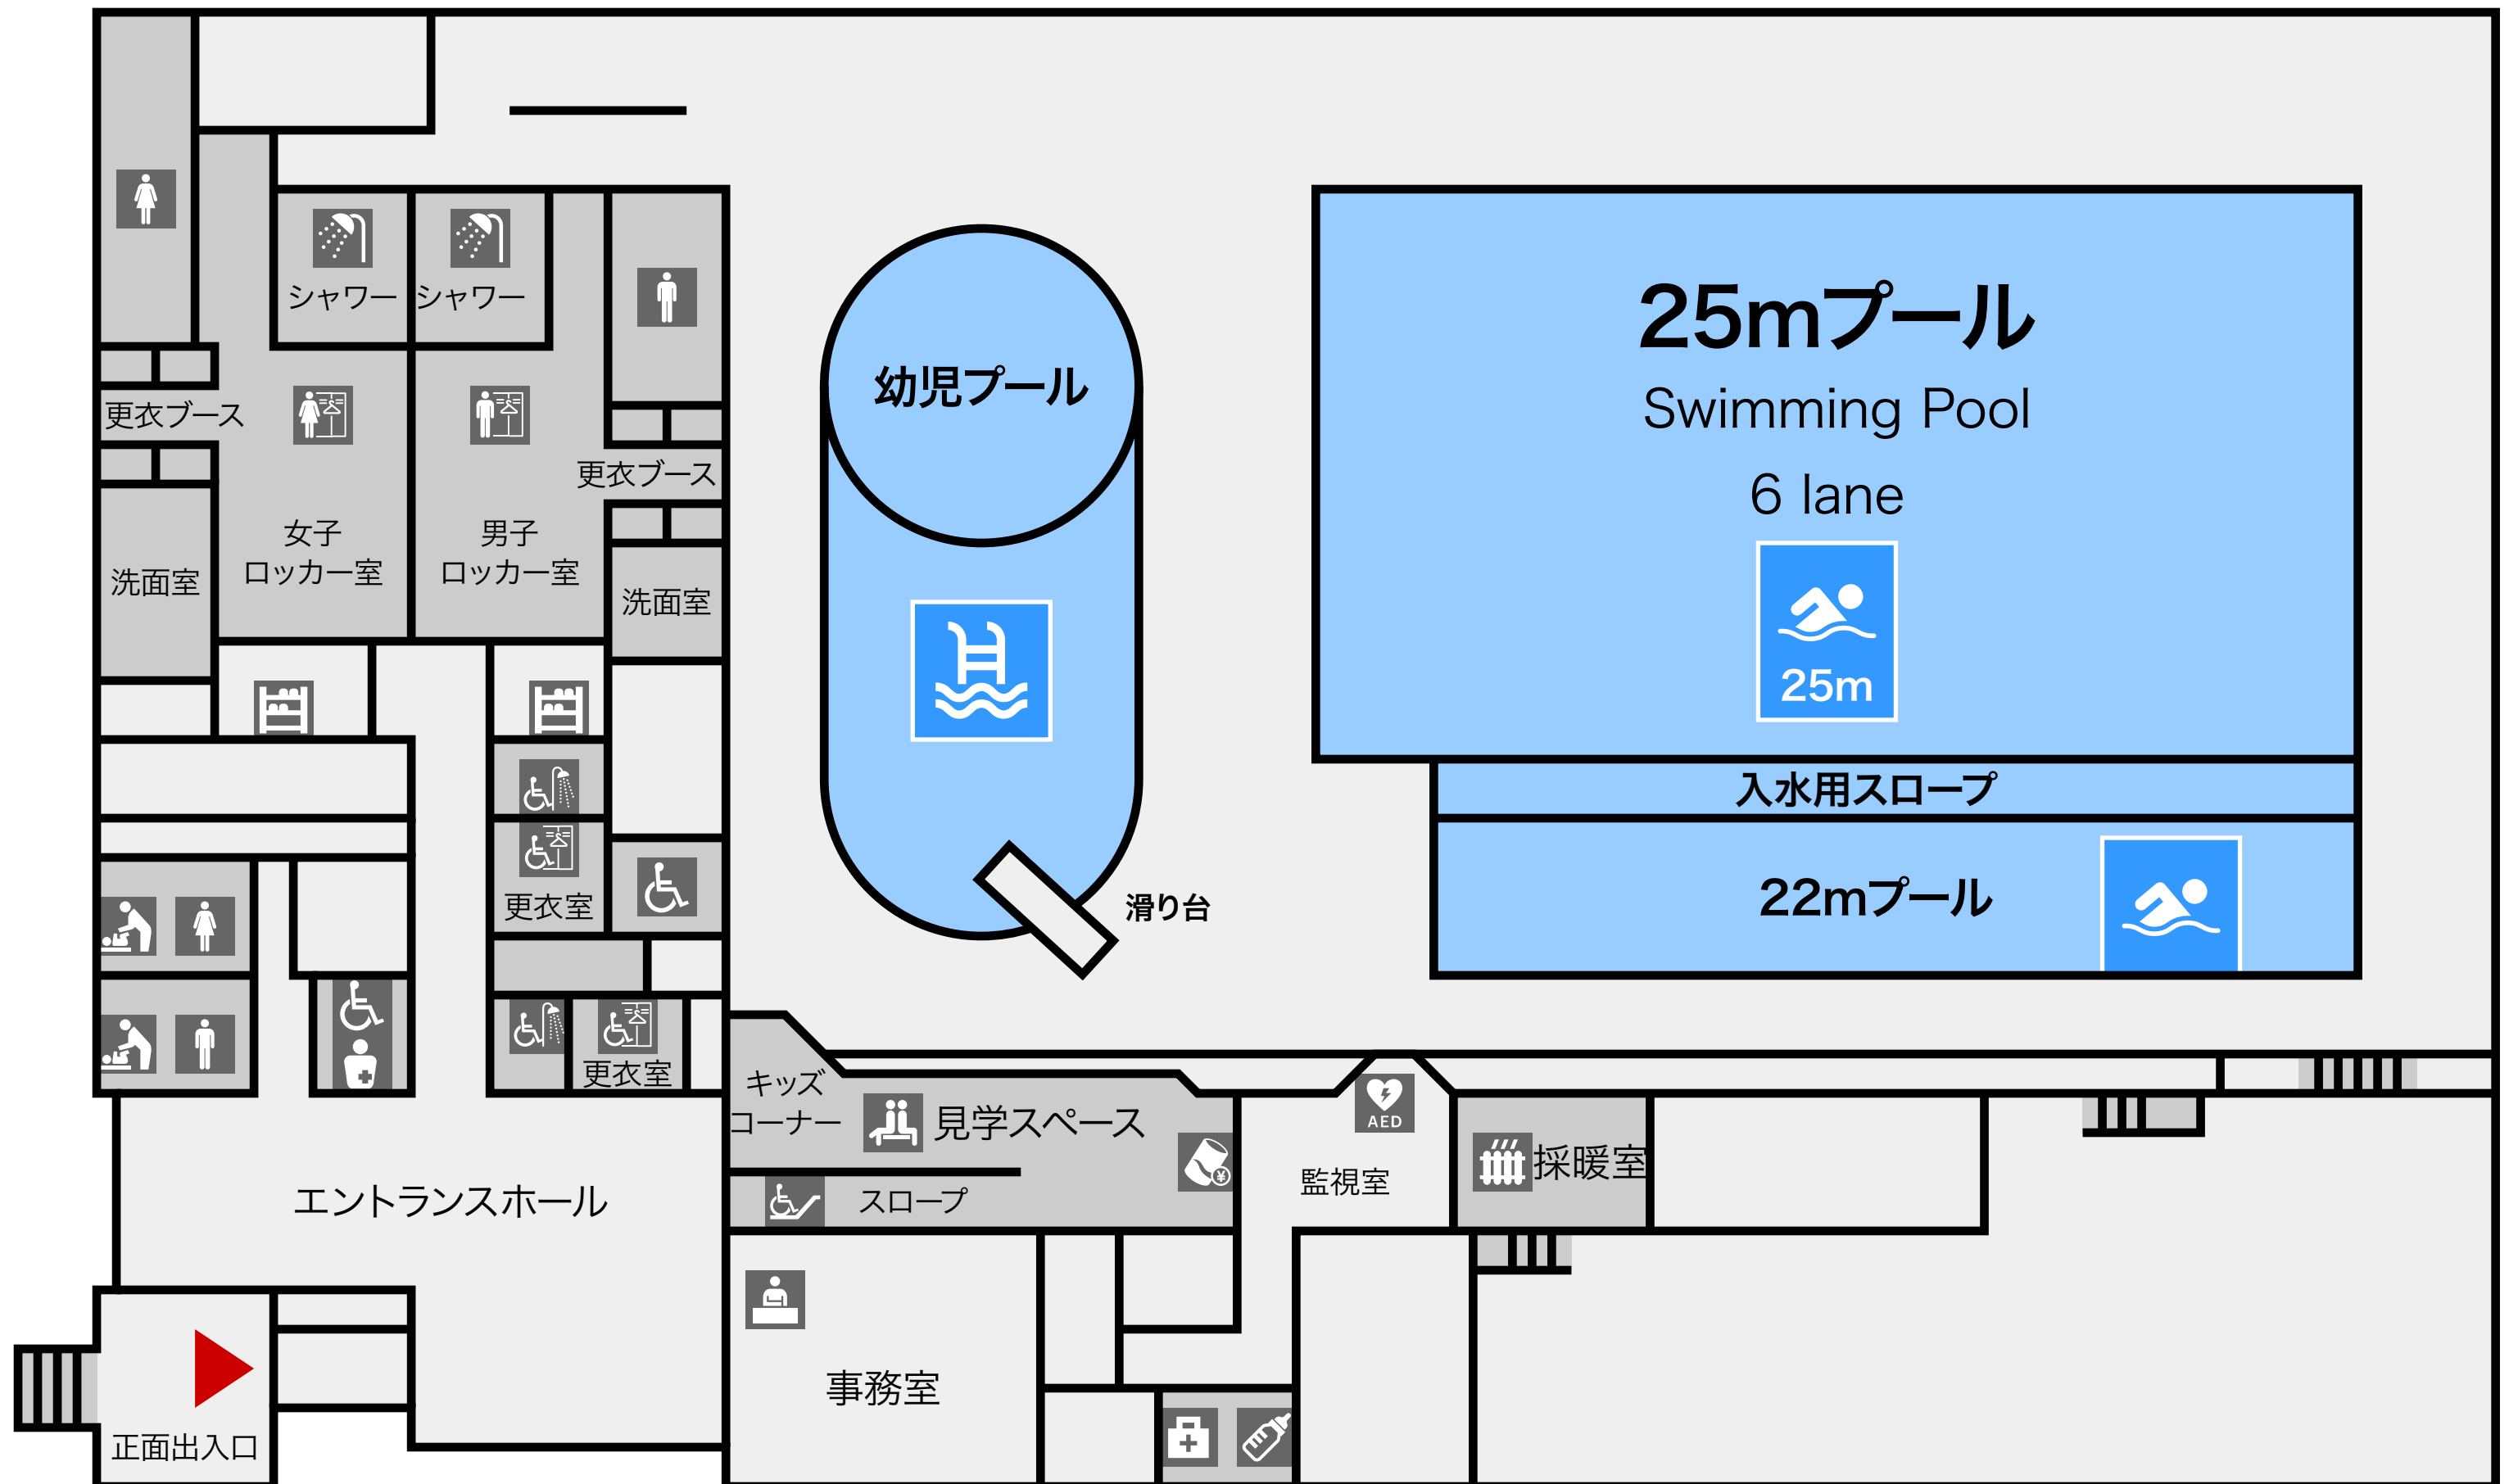 シャワー
シャワー
更衣ブース
幼児プール
25mプール
Swimming Pool
6 lane
25m
更衣ブース
女子
ロッカー室
男子
ロッカー室
洗面室
洗面室
入水用スロープ
22mプール
更衣室
滑り台
更衣室
キッズ
コーナー
見学スペース
AED
監視室
採暖室
エントランスホール
スロープ
¥
事務室
正面出入口